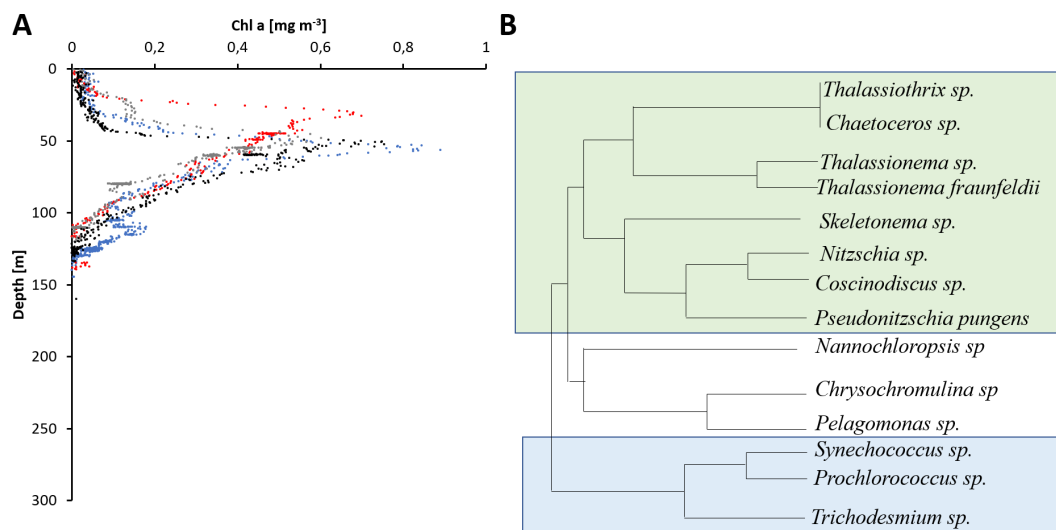 A
Chl a [mg m⁻³]
0 0,2 0,4 0,6 0,8 1
0
50
100
150
200
250
300
Depth [m]
B
Thalassiothrix sp.
Chaetoceros sp.
Thalassionema sp.
Thalassionema fraunfeldii
Skeletonema sp.
Nitzschia sp.
Coscinodiscus sp.
Pseudonitzschia pungens
Nannochloropsis sp
Chrysochromulina sp
Pelagomonas sp.
Synechococcus sp.
Prochlorococcus sp.
Trichodesmium sp.